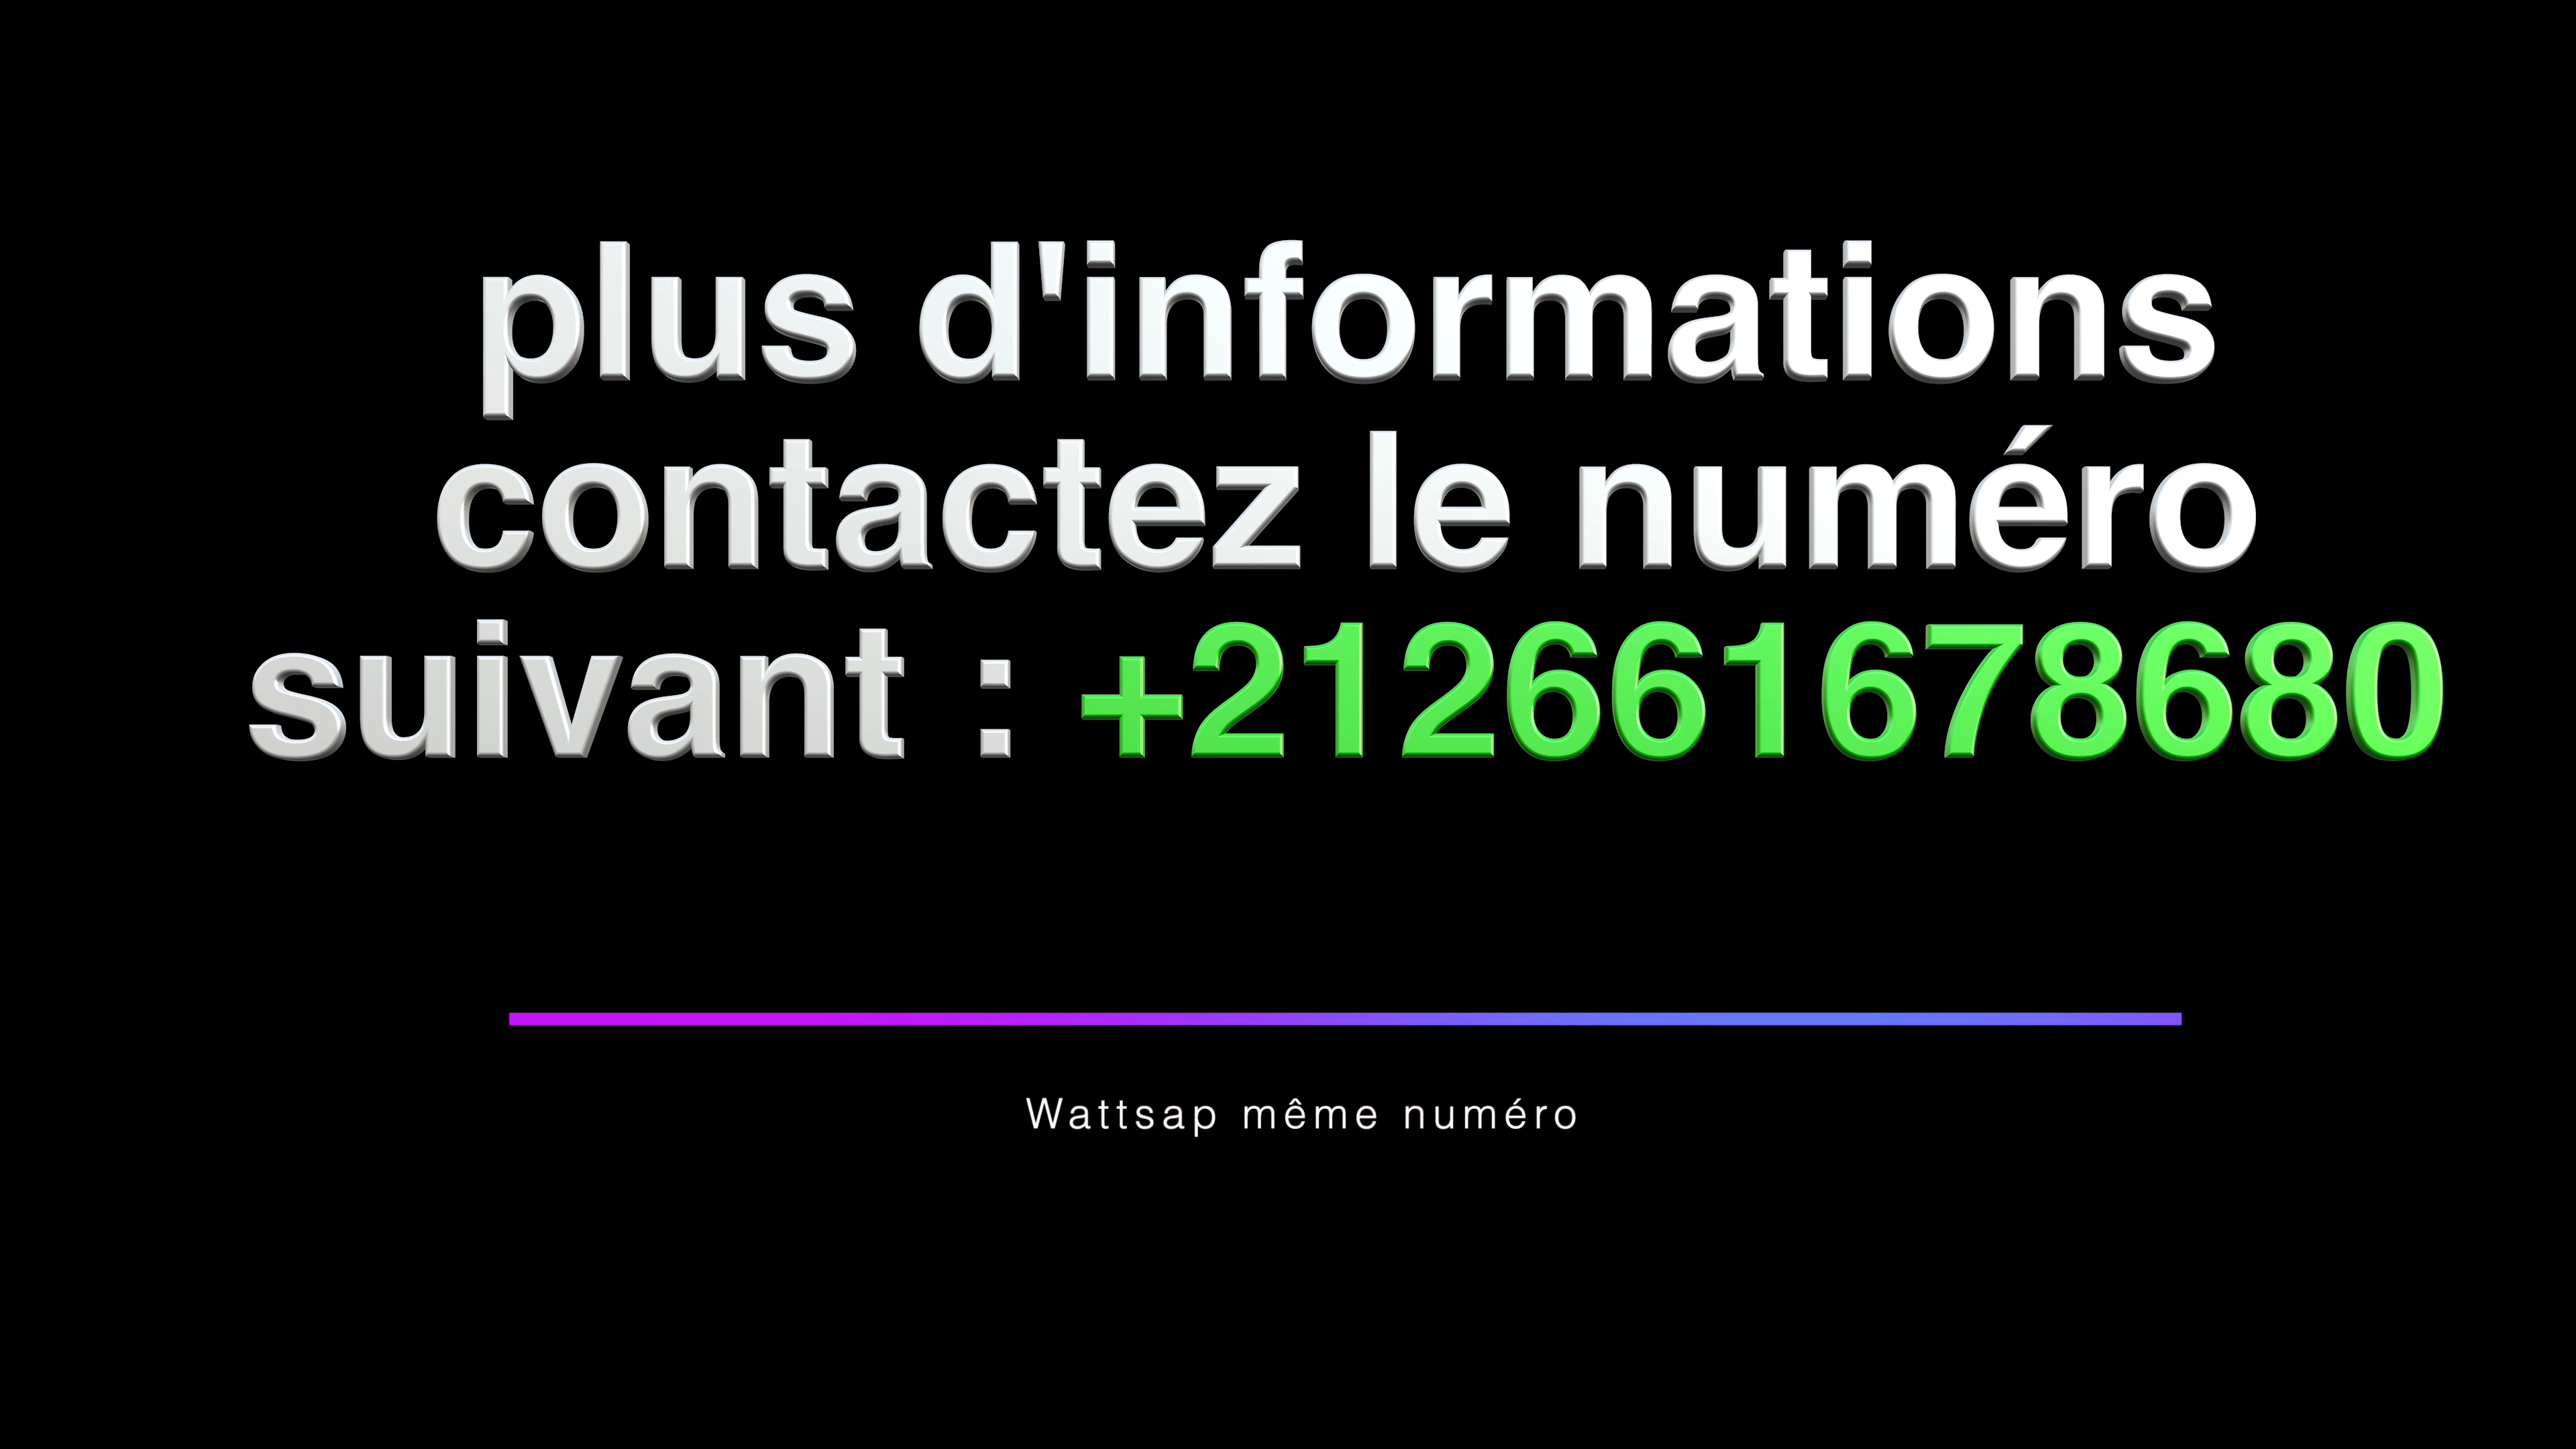 plus d'informations
contactez le numéro
suivant : +212661678680
Wattsap même numéro